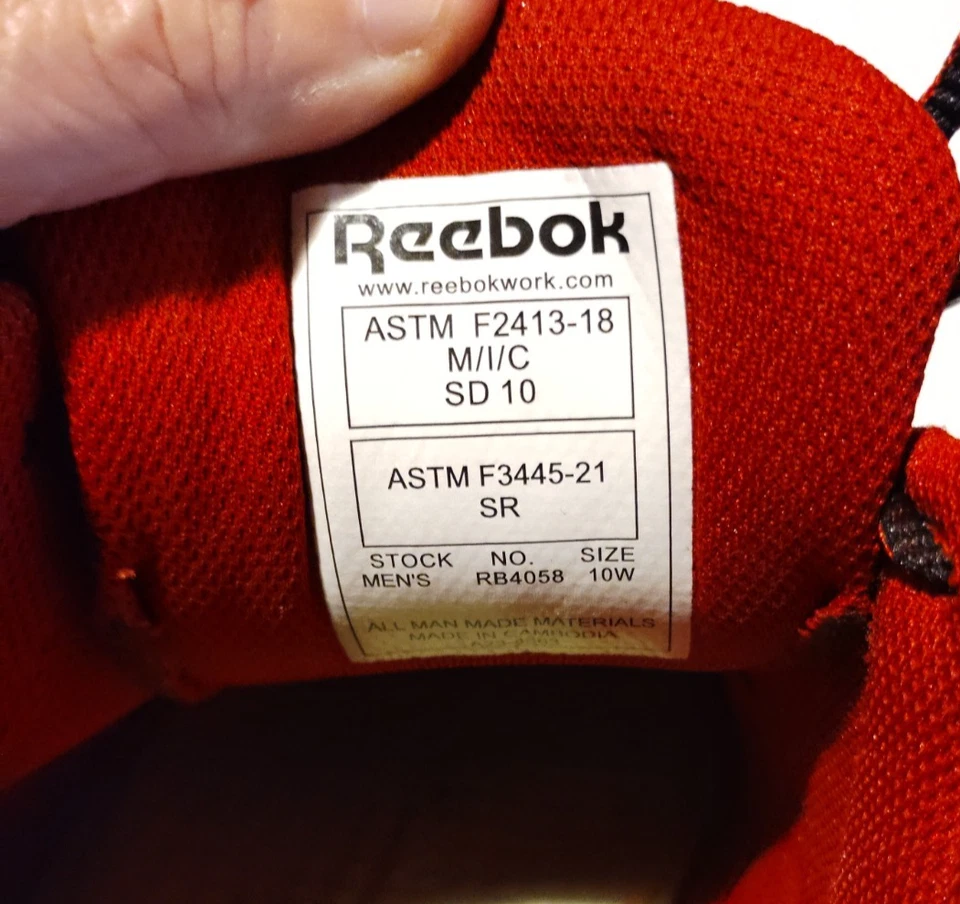 Reebok
www.reebokwork.com
ASTM F2413-18
M/I/C
SD 10
ASTM F3445-21
SR
STOCK NO. SIZE
MEN'S RB4058 10W
ALL MAN MADE MATERIALS
MADE IN CAMBODIA